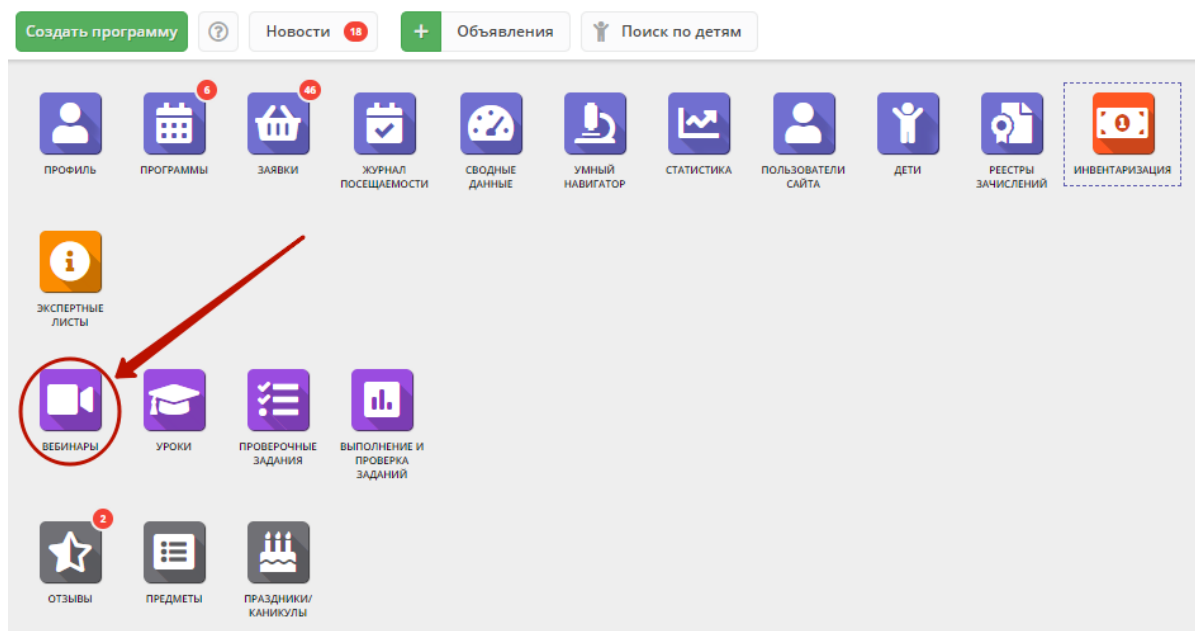 Создать программу ? Новости 18 + Объявления Поиск по детям
6 46
ПРОФИЛЬ ПРОГРАММЫ ЗАЯВКИ ЖУРНАЛ ПОСЕЩАЕМОСТИ СВОДНЫЕ ДАННЫЕ УМНЫЙ НАВИГАТОР СТАТИСТИКА ПОЛЬЗОВАТЕЛИ САЙТА ДЕТИ РЕЕСТРЫ ЗАЧИСЛЕНИЙ ИНВЕНТАРИЗАЦИЯ
ЭКСПЕРТНЫЕ
ЛИСТЫ
ВЕБИНАРЫ УРОКИ ПРОВЕРОЧНЫЕ ЗАДАНИЯ ВЫПОЛНЕНИЕ И ПРОВЕРКА ЗАДАНИЙ
2
ОТЗЫВЫ ПРЕДМЕТЫ ПРАЗДНИКИ/ КАНИКУЛЫ